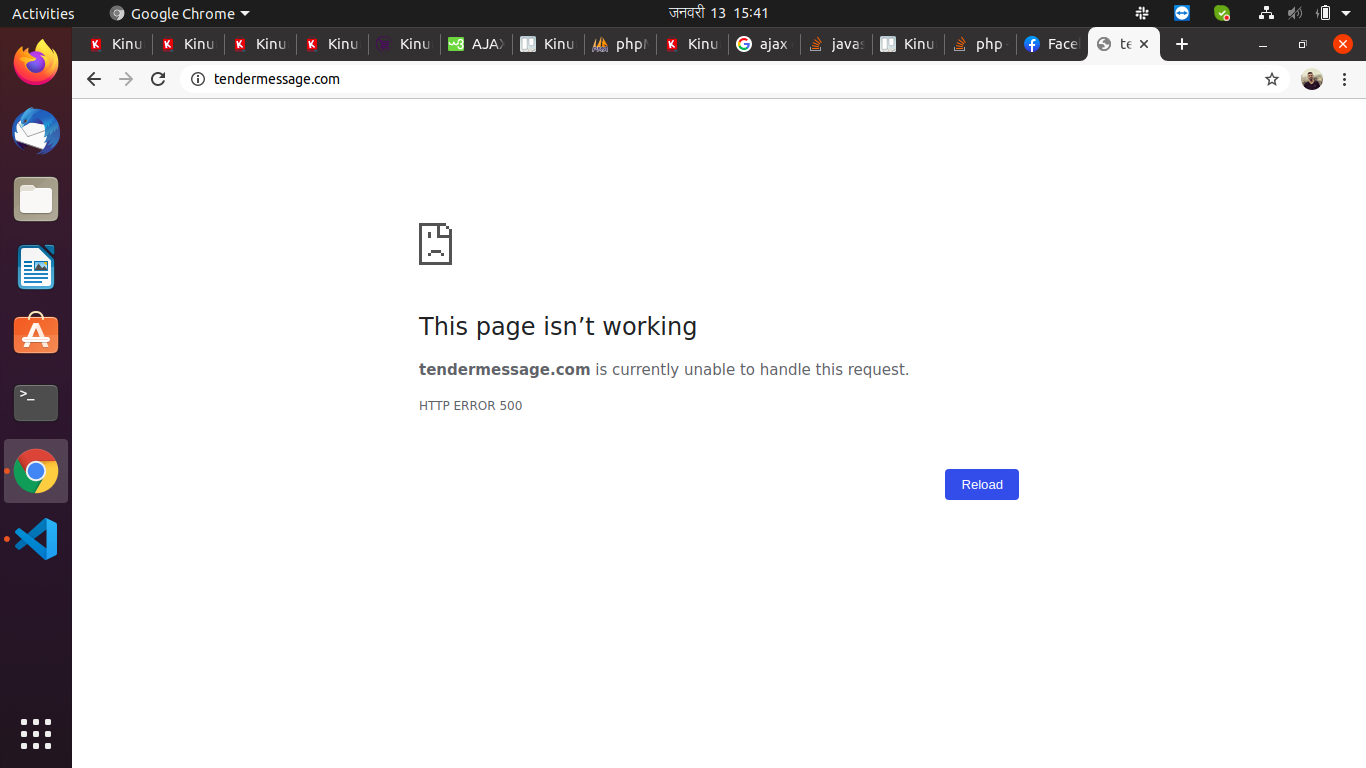 Activities
Google Chrome
जनवरी 13 15:41
Kinu
Kinu
Kinu
Kinu
Kinu
AJAX
Kinu
phpM
Kinu
ajax
javas
Kinu
php
Face
te
tendermessage.com
This page isn’t working
tendermessage.com is currently unable to handle this request.
HTTP ERROR 500
Reload